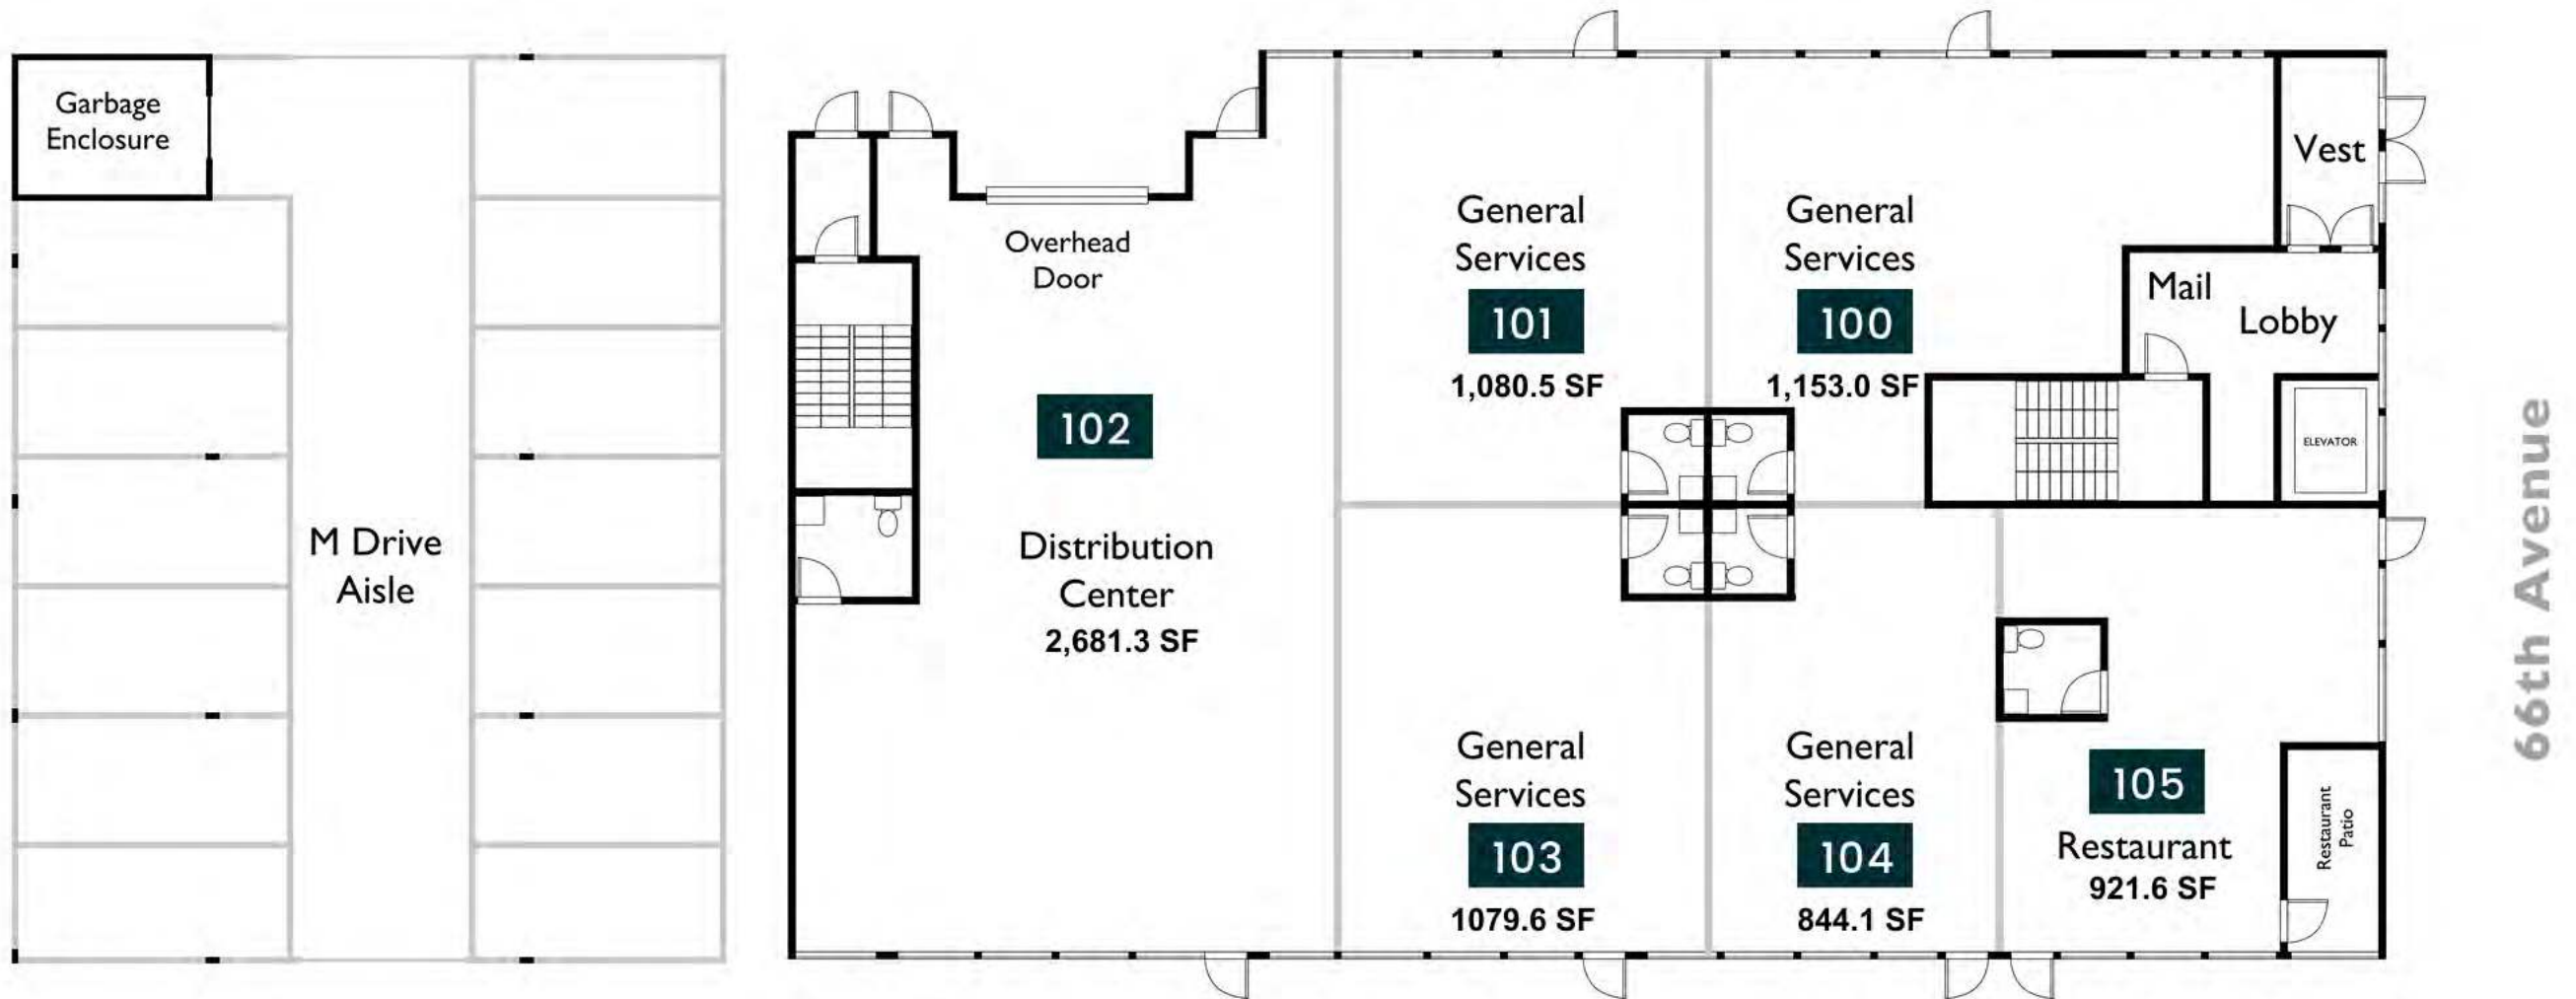 Garbage
Enclosure
M Drive
Aisle
Overhead
Door
102
Distribution
Center
2,681.3 SF
General
Services
101
1,080.5 SF
General
Services
100
1,153.0 SF
Vest
Mail
Lobby
ELEVATOR
General
Services
103
1079.6 SF
General
Services
104
844.1 SF
105
Restaurant
921.6 SF
Restaurant
Patio
66th Avenue